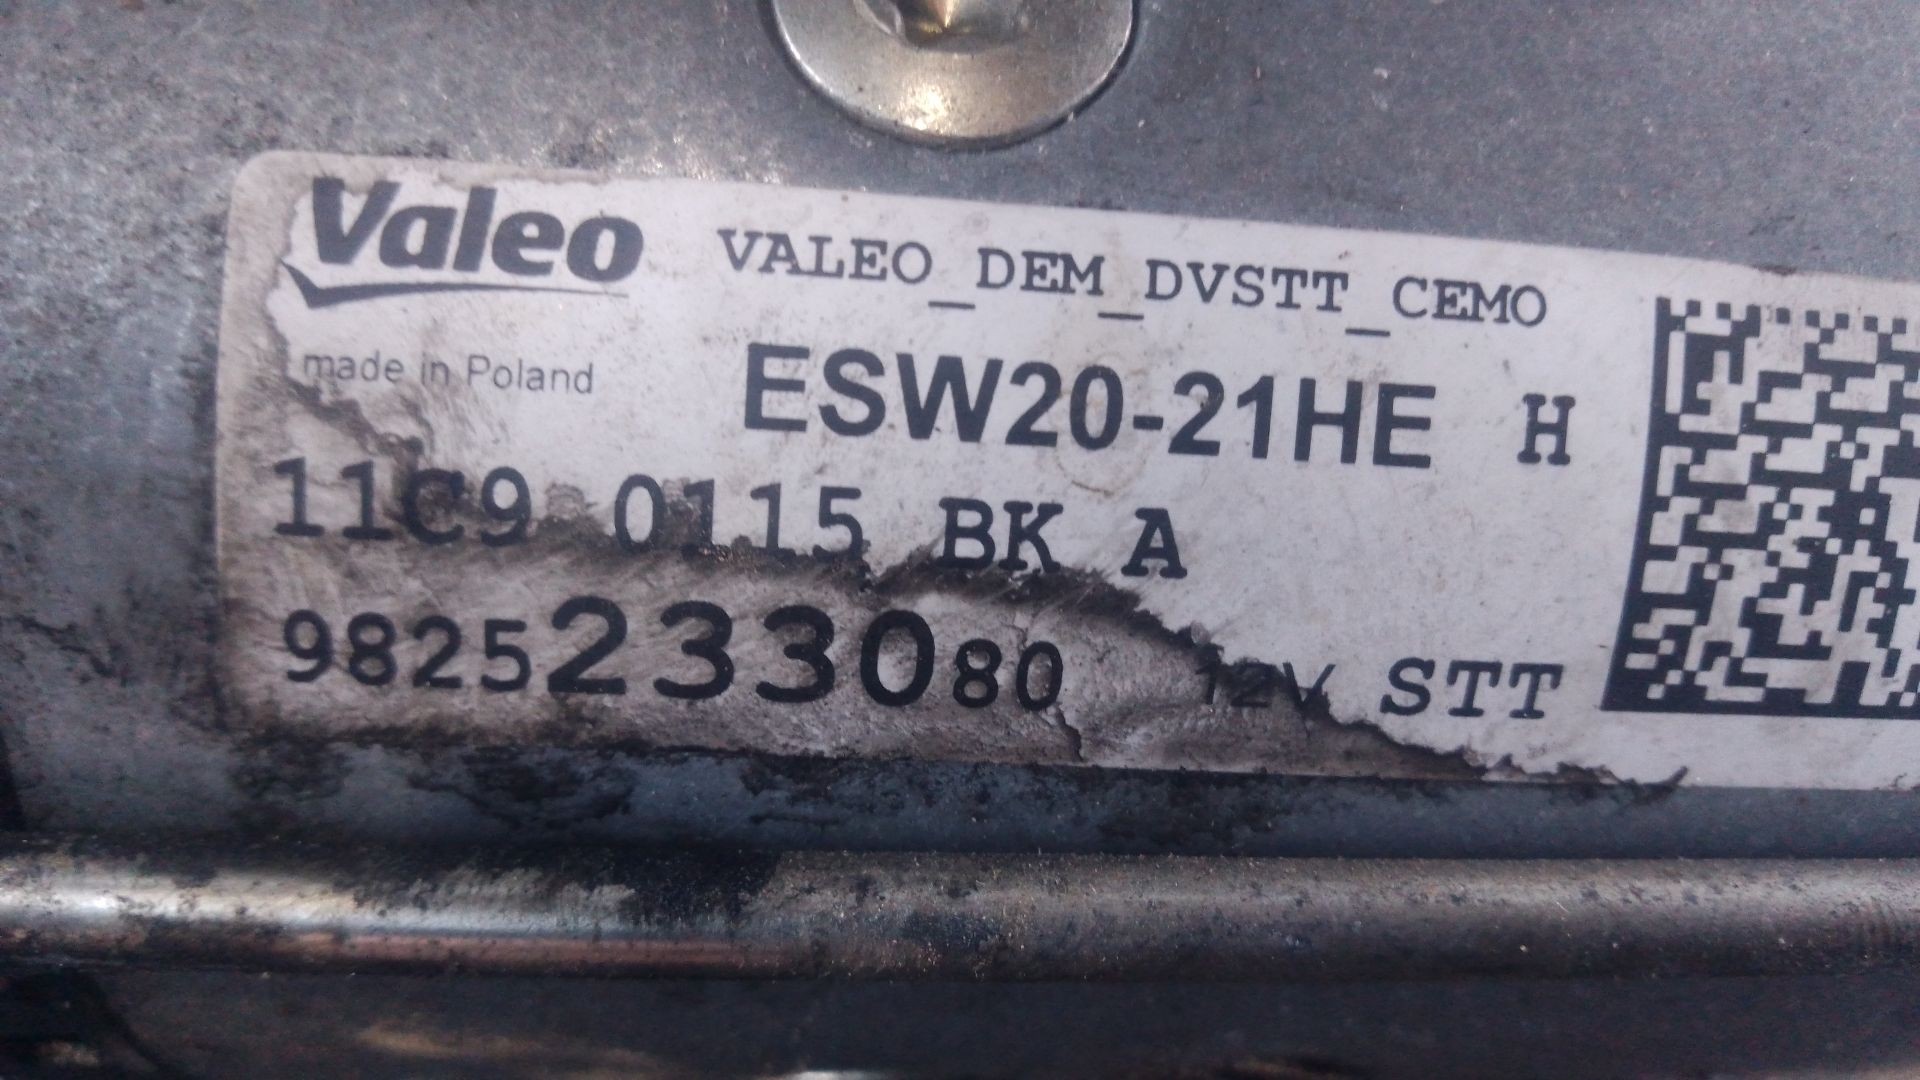 Valeo VALEO_DEM_DVSTT_CEMO
made in Poland ESW20-21HE H
11C9 0115 BK A
9825233080 12V STT